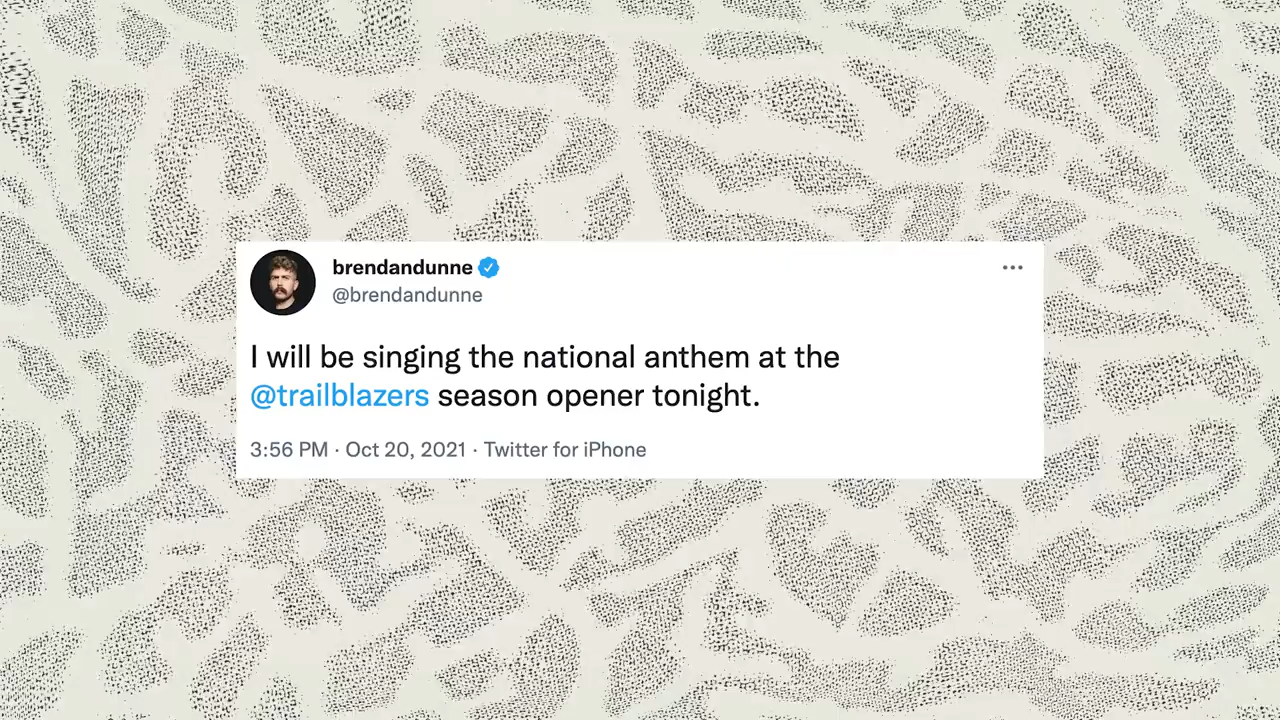 brendandunne
@brendandunne
I will be singing the national anthem at the
@trailblazers season opener tonight.
3:56 PM · Oct 20, 2021 · Twitter for iPhone